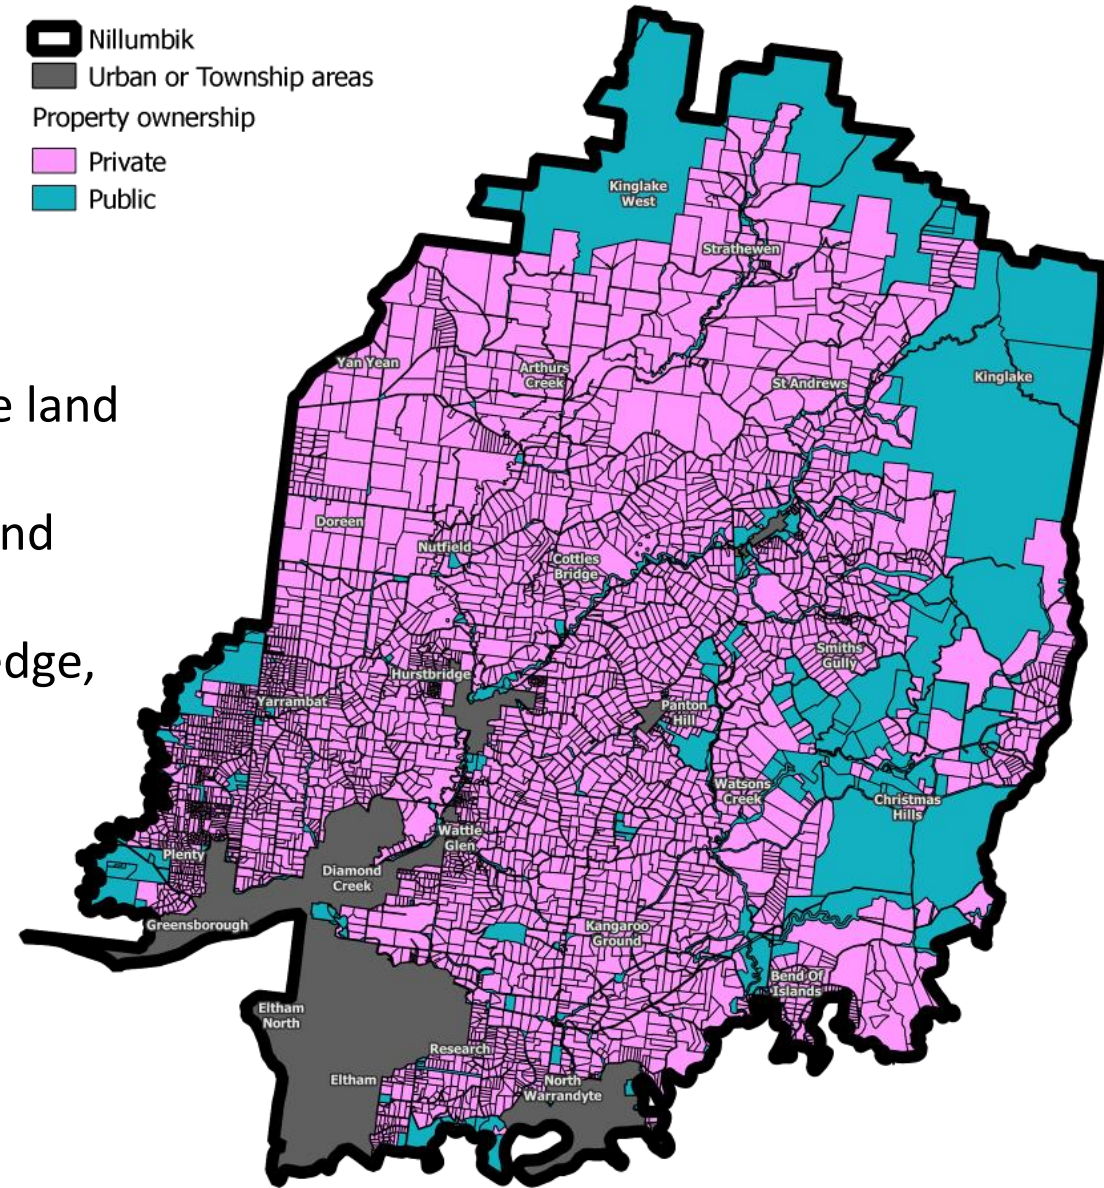 Nillumbik
Urban or Township areas
Property ownership
Private
Public
e land
nd
edge,
Kinglake
West
Strathewen
Yan Yean
Arthurs
Creek
St Andrews
Kinglake
Doreen
Nutfield
Cottles
Bridge
Smiths
Gully
Hurstbridge
Yarrambat
Panton
Hill
Watsons
Creek
Christmas
Hills
Wattle
Glen
Plenty
Diamond
Creek
Greensborough
Kangaroo
Ground
Bend Of
Islands
Eltham
North
Research
Eltham
North
Warrandyte